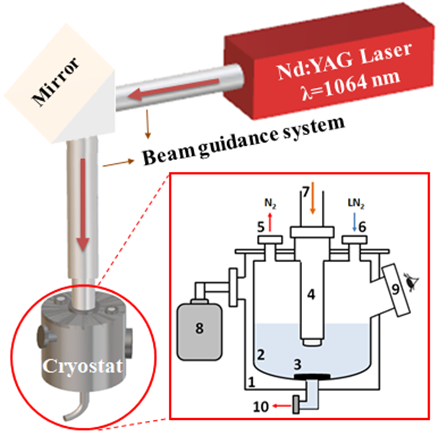 Nd:YAG Laser
λ=1064 nm
Mirror
Beam guidance system
Cryostat
7
N₂
LN₂
5
6
4
9
8
2
3
1
10